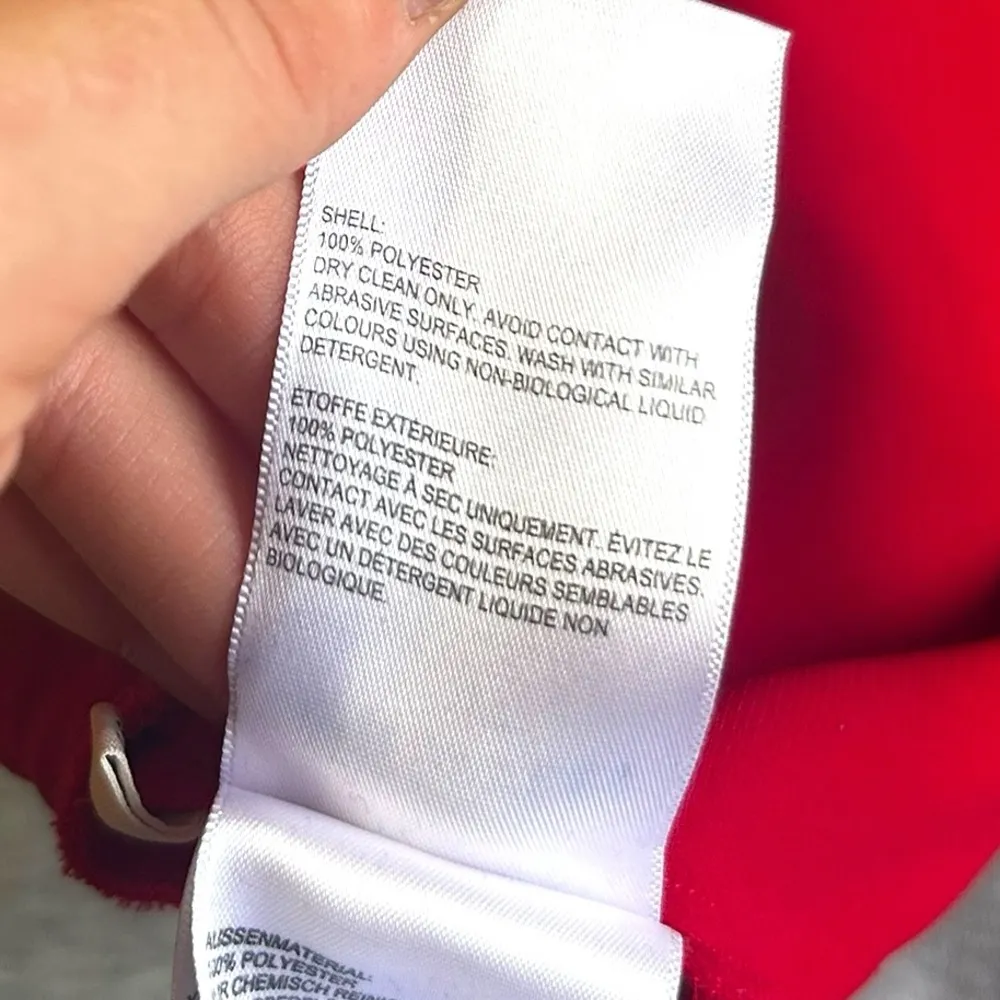 SHELL:
100% POLYESTER
DRY CLEAN ONLY. AVOID CONTACT WITH
ABRASIVE SURFACES. WASH WITH SIMILAR
COLOURS USING NON-BIOLOGICAL LIQUID
DETERGENT.
ÉTOFFE EXTÉRIEURE:
100% POLYESTER
NETTOYAGE À SEC UNIQUEMENT. ÉVITEZ LE
CONTACT AVEC LES SURFACES ABRASIVES.
LAVER AVEC DES COULEURS SEMBLABLES
AVEC UN DÉTERGENT LIQUIDE NON
BIOLOGIQUE.
AUSSENMATERIAL:
POLYESTER
CHEMISCH